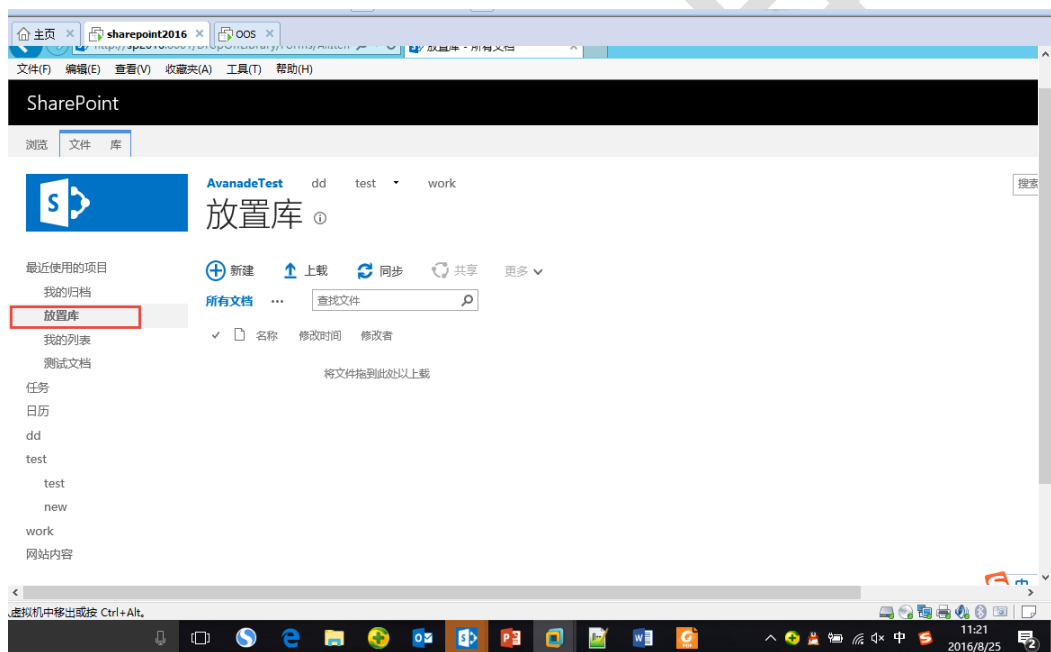 主页 × sharepoint2016 × OOS ×
放置库 - 所有文档 ×
文件(F) 编辑(E) 查看(V) 收藏夹(A) 工具(T) 帮助(H)
SharePoint
浏览 文件 库
AvanadeTest dd test work
搜索
放置库
最近使用的项目
我的归档
放置库
我的列表
测试文档
任务
日历
dd
test
test
new
work
网站内容
新建 上载 同步 共享 更多
所有文档 ... 查找文件
名称 修改时间 修改者
将文件拖到此处以上载
虚拟机中移出或按 Ctrl+Alt。
中 11:21
2016/8/25